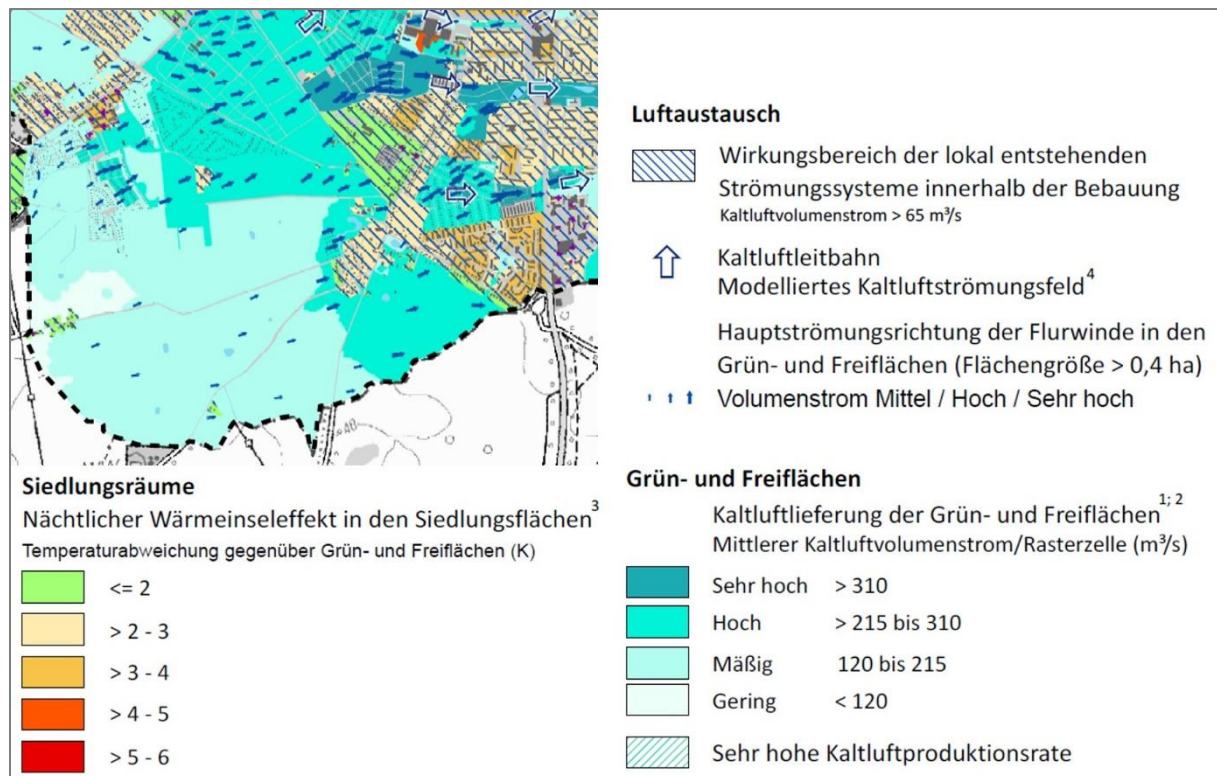 Luftaustausch
Wirkungsbereich der lokal entstehenden
Strömungssysteme innerhalb der Bebauung
Kaltluftvolumenstrom > 65 m³/s
Kaltluftleitbahn
Modelliertes Kaltluftströmungsfeld⁴
Hauptströmungsrichtung der Flurwinde in den
Grün- und Freiflächen (Flächengröße > 0,4 ha)
Volumenstrom Mittel / Hoch / Sehr hoch
Siedlungsräume
Nächtlicher Wärmeinseleffekt in den Siedlungsflächen³
Temperaturabweichung gegenüber Grün- und Freiflächen (K)
<= 2
> 2 - 3
> 3 - 4
> 4 - 5
> 5 - 6
Grün- und Freiflächen
Kaltluftlieferung der Grün- und Freiflächen¹; ²
Mittlerer Kaltluftvolumenstrom/Rasterzelle (m³/s)
Sehr hoch > 310
Hoch > 215 bis 310
Mäßig 120 bis 215
Gering < 120
Sehr hohe Kaltluftproduktionsrate